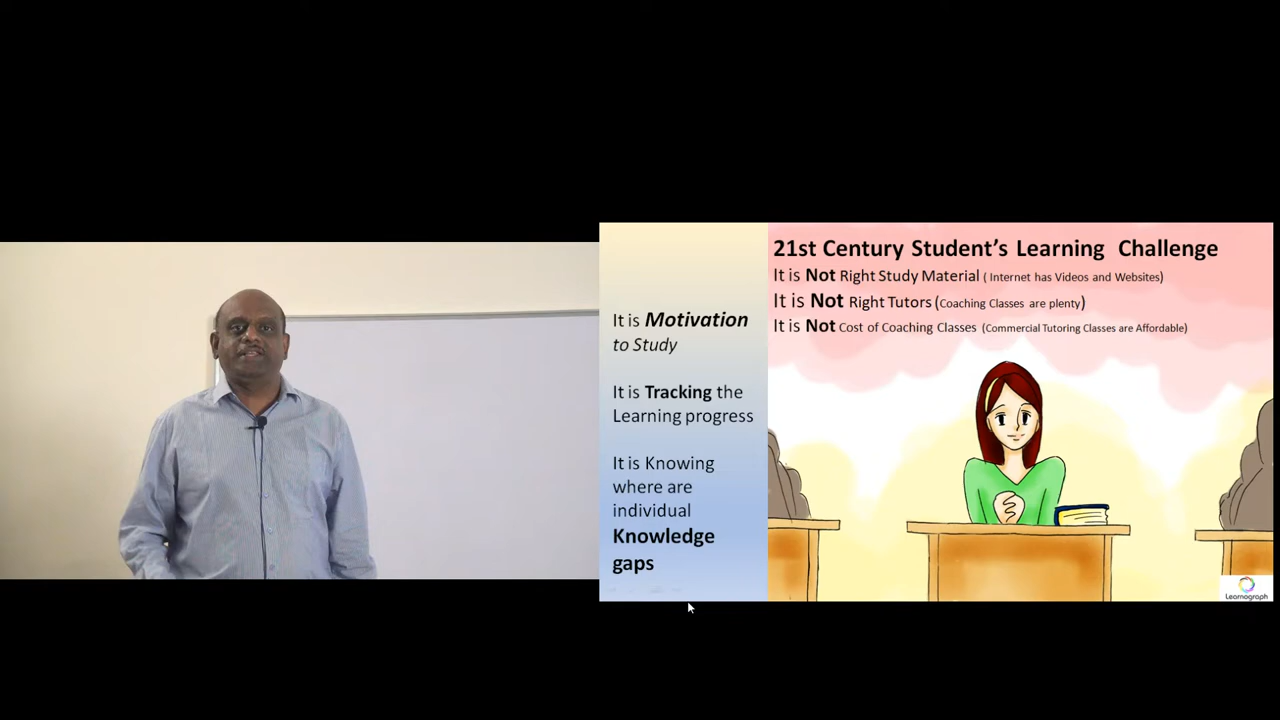 21st Century Student's Learning Challenge
It is Not Right Study Material ( Internet has Videos and Websites)
It is Not Right Tutors (Coaching Classes are plenty)
It is Not Cost of Coaching Classes (Commercial Tutoring Classes are Affordable)
It is Motivation
to Study
It is Tracking the
Learning progress
It is Knowing
where are
individual
Knowledge
gaps
Learnograph